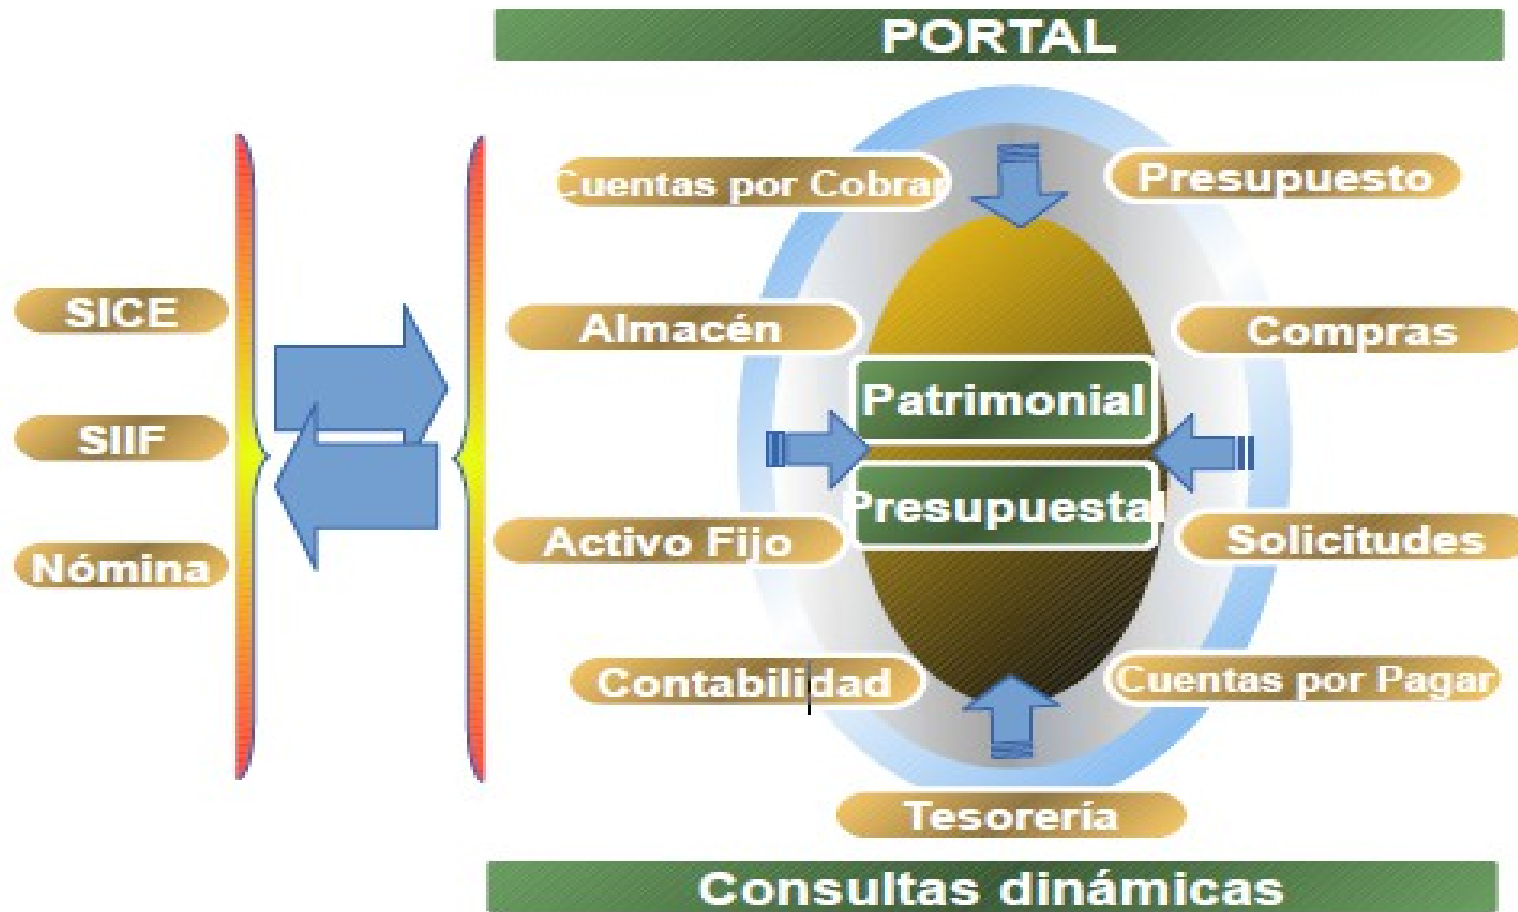 PORTAL
Cuentas por Cobrar
Presupuesto
SICE
Almacén
Compras
Patrimonial
SIIF
Presupuestal
Activo Fijo
Solicitudes
Nómina
Contabilidad
Cuentas por Pagar
Tesorería
Consultas dinámicas